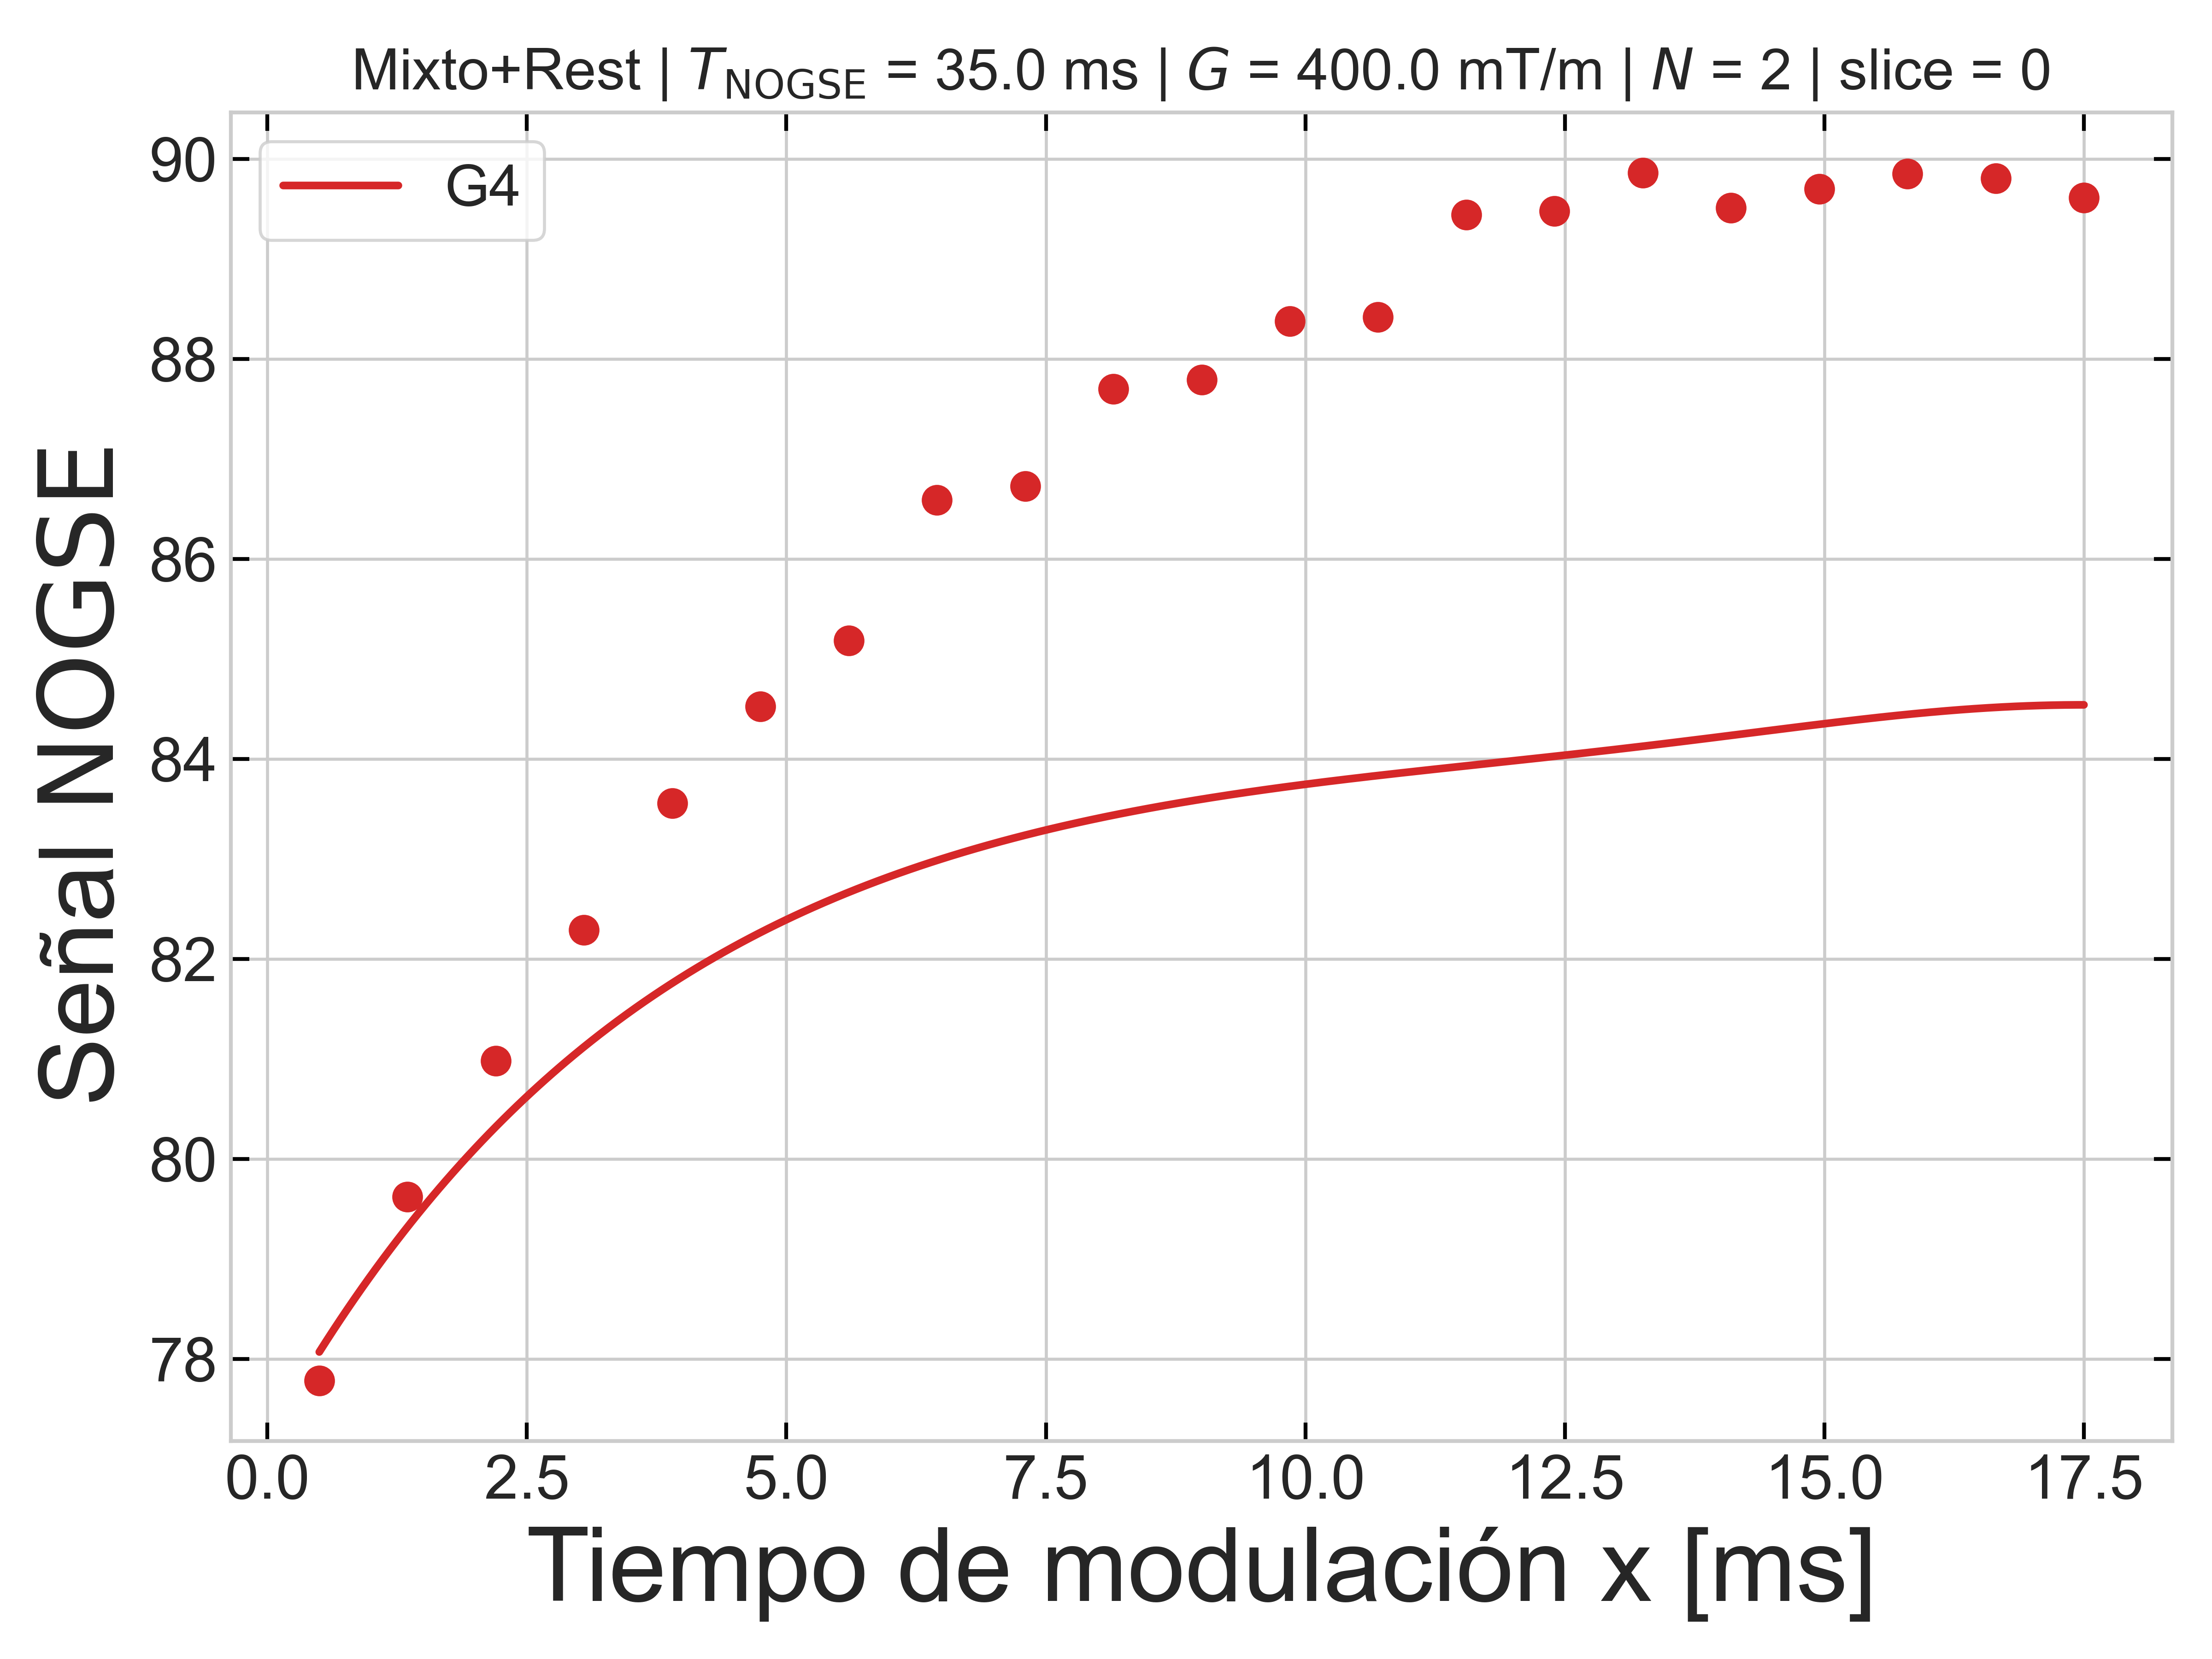 Mixto+Rest | T_NOGSE = 35.0 ms | G = 400.0 mT/m | N = 2 | slice = 0
G4
90
88
86
84
82
80
78
Señal NOGSE
0.0 2.5 5.0 7.5 10.0 12.5 15.0 17.5
Tiempo de modulación x [ms]